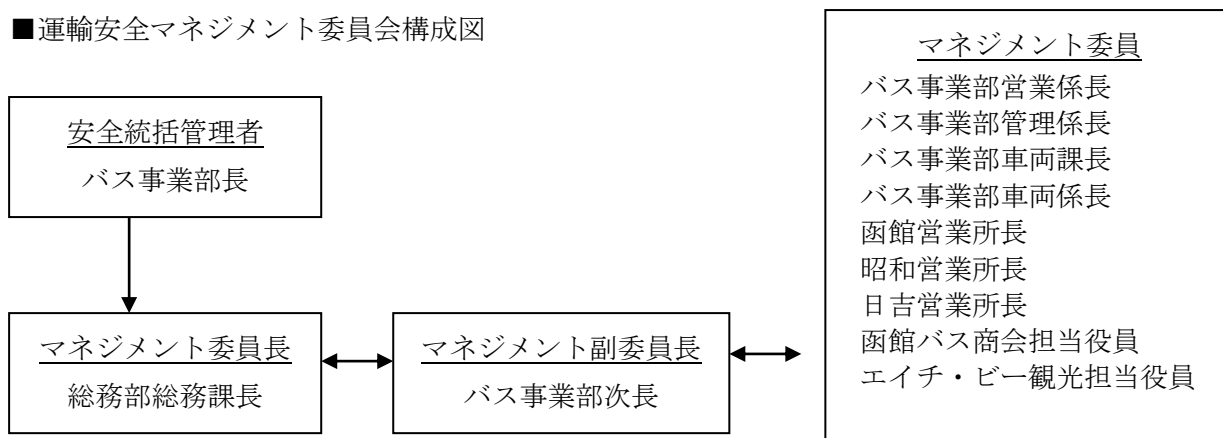 ■運輸安全マネジメント委員会構成図
安全統括管理者
バス事業部長
マネジメント委員長
総務部総務課長
マネジメント副委員長
バス事業部次長
マネジメント委員
バス事業部営業係長
バス事業部管理係長
バス事業部車両課長
バス事業部車両係長
函館営業所長
昭和営業所長
日吉営業所長
函館バス商会担当役員
エイチ・ビー観光担当役員